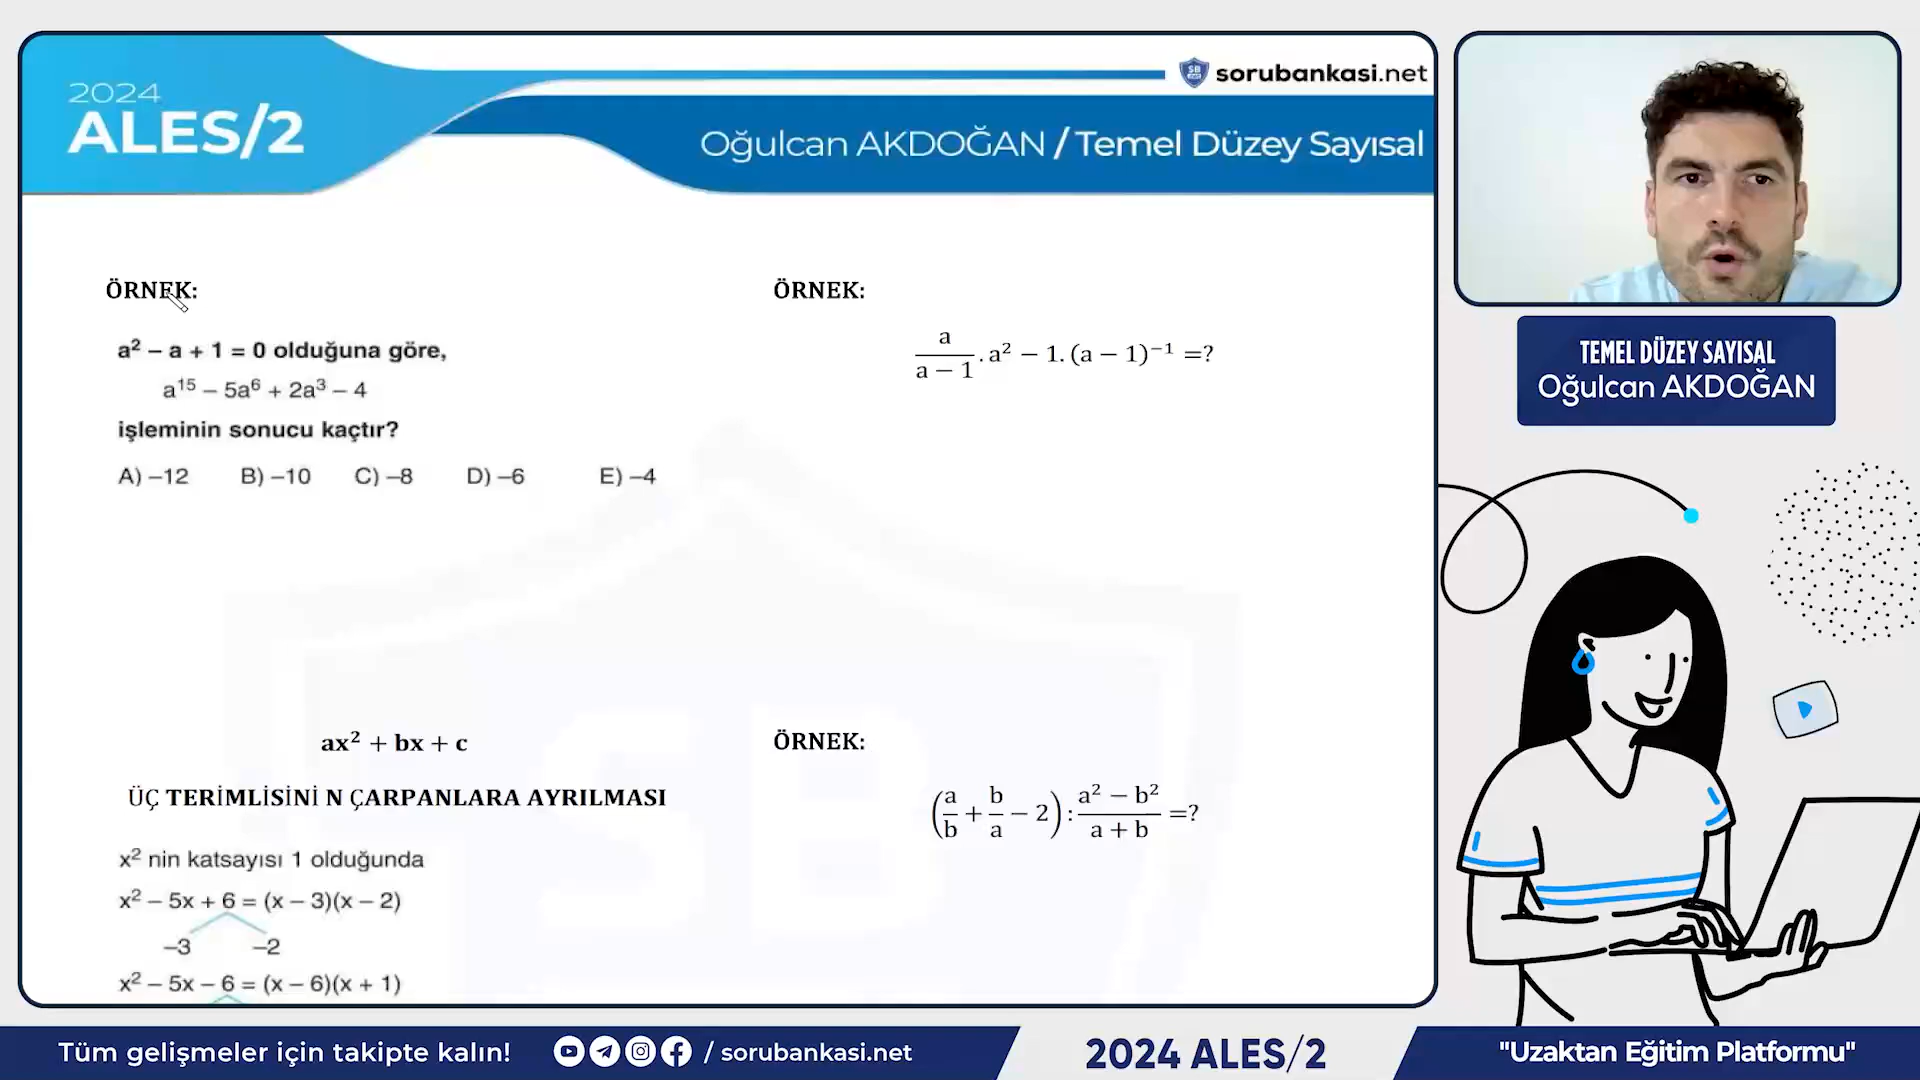 2024
ALES/2
SB
sorubankasi.net
Oğulcan AKDOĞAN / Temel Düzey Sayısal
ÖRNEK:
a² – a + 1 = 0 olduğuna göre,
a¹⁵ – 5a⁶ + 2a³ – 4
işleminin sonucu kaçtır?
A) –12 B) –10 C) –8 D) –6 E) –4
ax² + bx + c
ÜÇ TERİMLİSİNİ N ÇARPANLARA AYRILMASI
x² nin katsayısı 1 olduğunda
x² – 5x + 6 = (x – 3)(x – 2)
–3 –2
x² – 5x – 6 = (x – 6)(x + 1)
ÖRNEK:
a/(a – 1) . a² – 1. (a – 1)⁻¹ =?
ÖRNEK:
(a/b + b/a – 2) : (a² – b²)/(a + b) =?
TEMEL DÜZEY SAYISAL
Oğulcan AKDOĞAN
Tüm gelişmeler için takipte kalın! / sorubankasi.net
2024 ALES/2
"Uzaktan Eğitim Platformu"